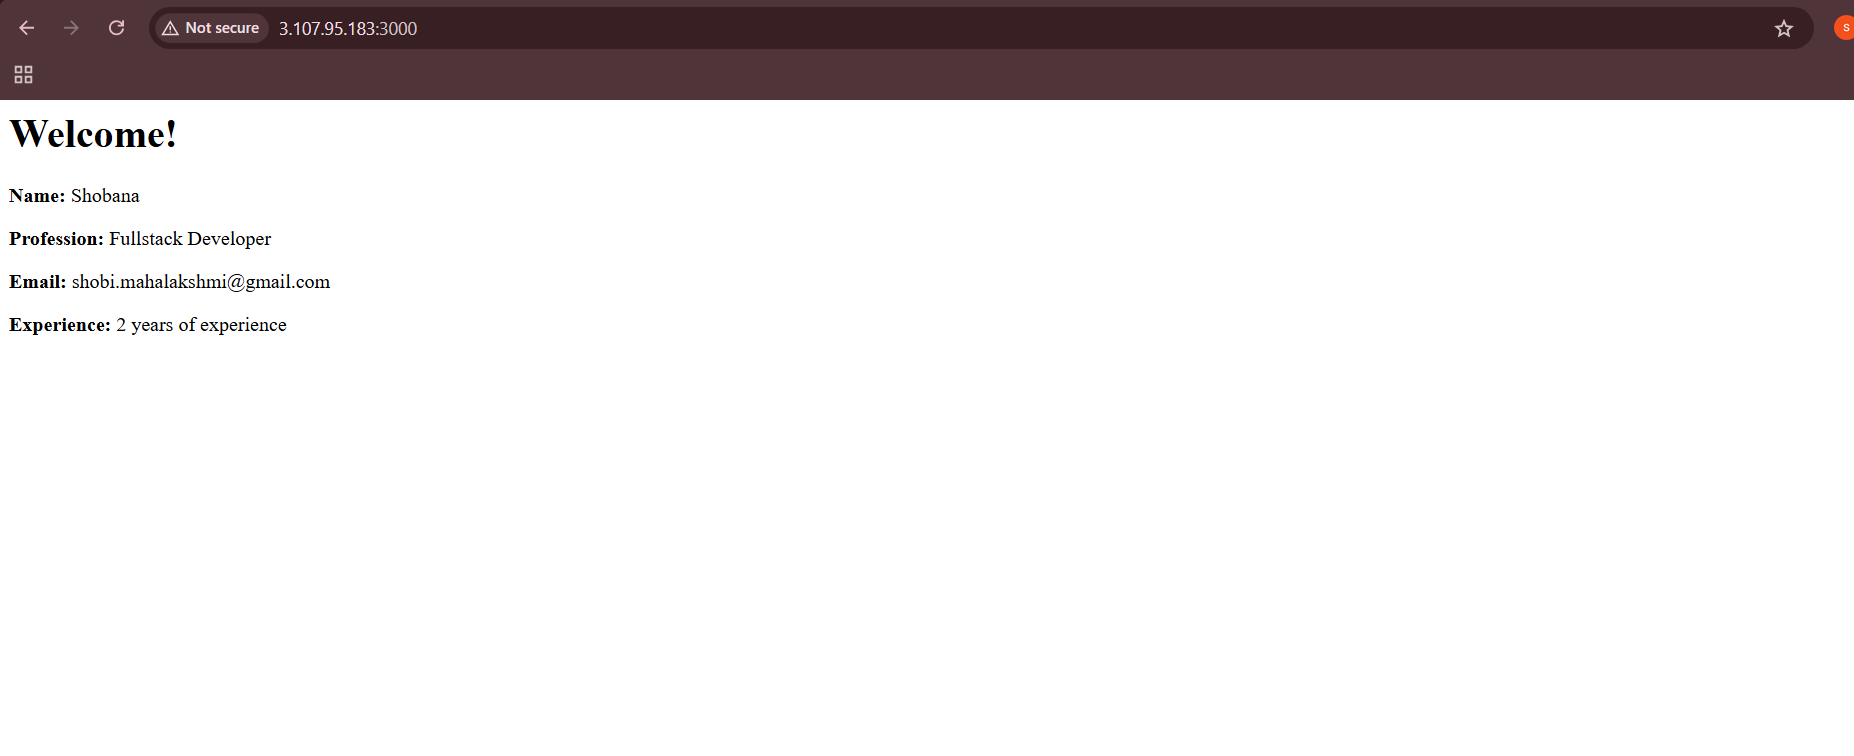 Not secure 3.107.95.183:3000
S
Welcome!
Name: Shobana
Profession: Fullstack Developer
Email: shobi.mahalakshmi@gmail.com
Experience: 2 years of experience